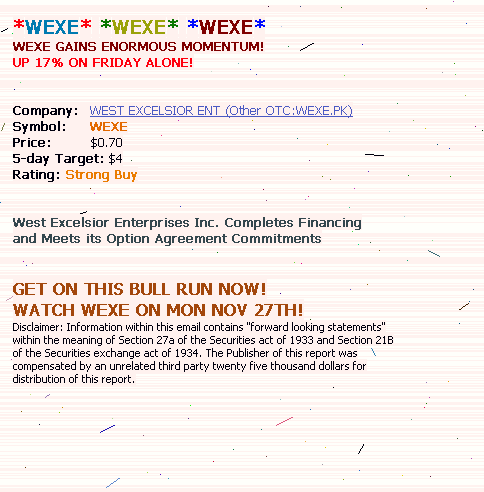 *WEXE* *WEXE* *WEXE*
WEXE GAINS ENORMOUS MOMENTUM!
UP 17% ON FRIDAY ALONE!
Company: WEST EXCELSIOR ENT (Other OTC:WEXE.PK)
Symbol: WEXE
Price: $0.70
5-day Target: $4
Rating: Strong Buy
West Excelsior Enterprises Inc. Completes Financing
and Meets its Option Agreement Commitments
GET ON THIS BULL RUN NOW!
WATCH WEXE ON MON NOV 27TH!
Disclaimer: Information within this email contains "forward looking statements"
within the meaning of Section 27a of the Securities act of 1933 and Section 21B
of the Securities exchange act of 1934. The Publisher of this report was
compensated by an unrelated third party twenty five thousand dollars for
distribution of this report.